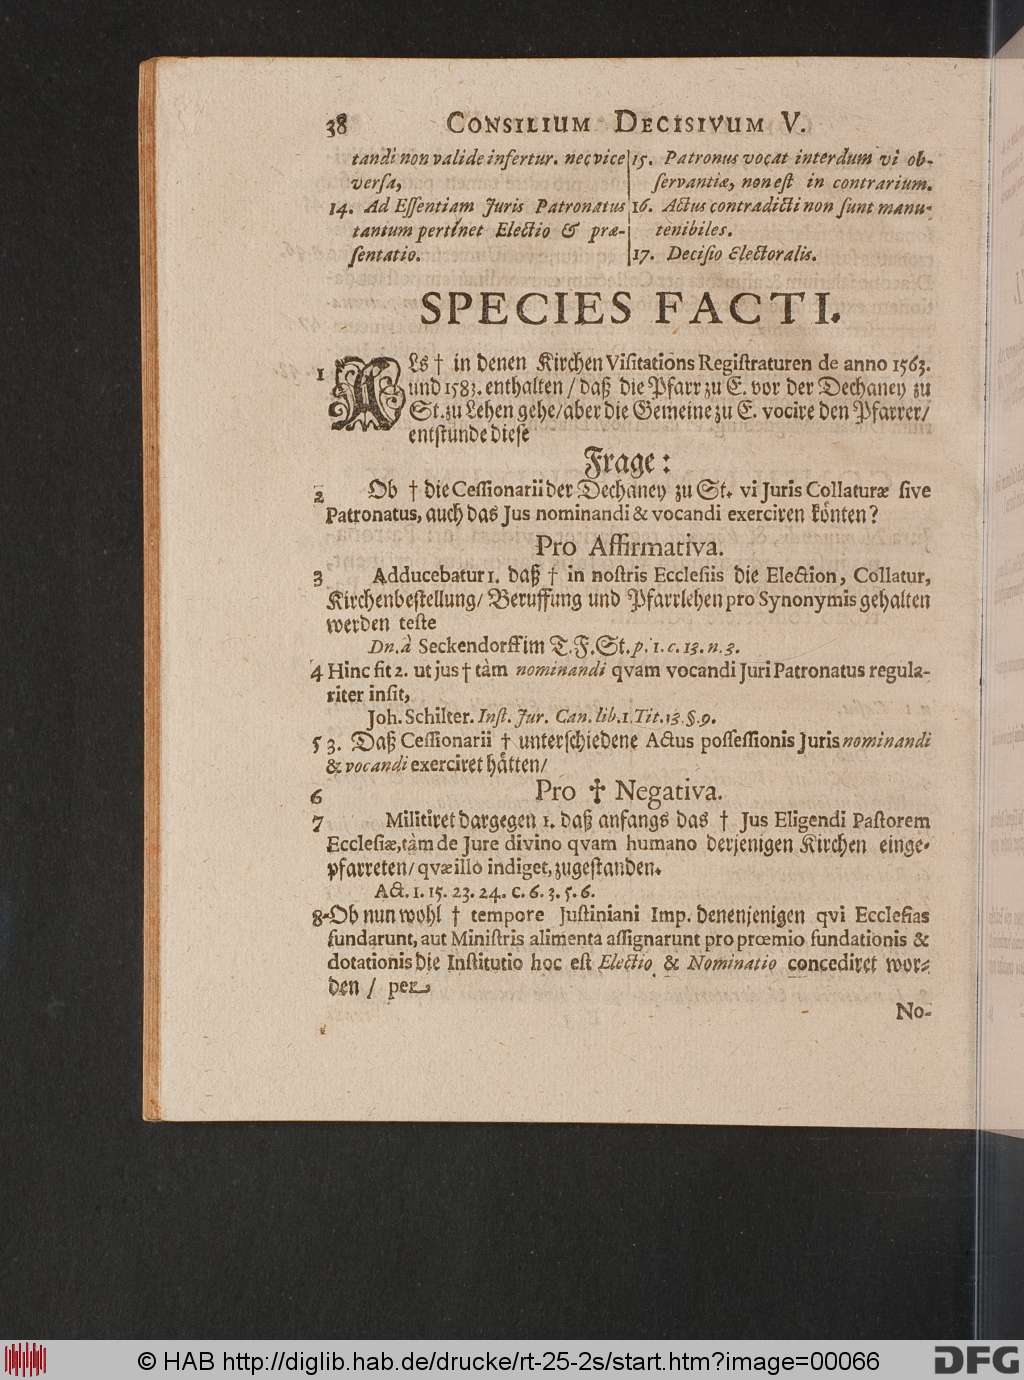 38 CONSILIUM DECISIVUM V.
tandi non valide infertur. nec vice
versa,
14. Ad Essentiam Juris Patronatus
tantum pertinet Electio & præ-
sentatio.
15. Patronus vocat interdum vi ob-
servantiæ, non est in contrarium.
16. Actus contradicti non sunt manu-
tenibiles.
17. Decisio Electoralis.
SPECIES FACTI.
1 ALs † in denen Kirchen Visitations Registraturen de anno 1563.
und 1583. enthalten / daß die Pfarr zu E. vor der Dechaney zu
St. zu Lehen gehe / aber die Gemeine zu E. vocire den Pfarrer /
entstunde diese
Frage:
2 Ob † die Cessionarii der Dechaney zu St. vi Juris Collaturæ sive
Patronatus, auch das Jus nominandi & vocandi exerciren könten?
Pro Affirmativa.
3 Adducebatur 1. daß † in nostris Ecclesiis die Election, Collatur,
Kirchenbestellung / Beruffung und Pfarrlehen pro Synonymis gehalten
werden teste
Dn. à Seckendorff im T. F. St. p. 1. c. 13. n. 3.
4 Hinc fit 2. ut jus † tàm nominandi qvam vocandi Juri Patronatus regula-
riter insit,
Joh. Schilter. Inst. Jur. Can. lib. 1. Tit. 13. §. 9.
5 3. Daß Cessionarii † unterschiedene Actus possessionis Juris nominandi
& vocandi exerciret hätten /
6 Pro † Negativa.
7 Militiret dargegen 1. daß anfangs das † Jus Eligendi Pastorem
Ecclesiæ, tàm de Jure divino qvam humano derjenigen Kirchen einge-
pfarreten / qvæ illo indiget, zugestanden.
Act. 1. 15. 23. 24. c. 6. 3. 5. 6.
8 Ob nun wohl † tempore Justiniani Imp. denenjenigen qvi Ecclesias
fundarunt, aut Ministris alimenta assignarunt pro prœmio fundationis &
dotationis die Institutio hoc est Electio & Nominatio concediret wor-
den / per
No-
© HAB http://diglib.hab.de/drucke/rt-25-2s/start.htm?image=00066
DFG